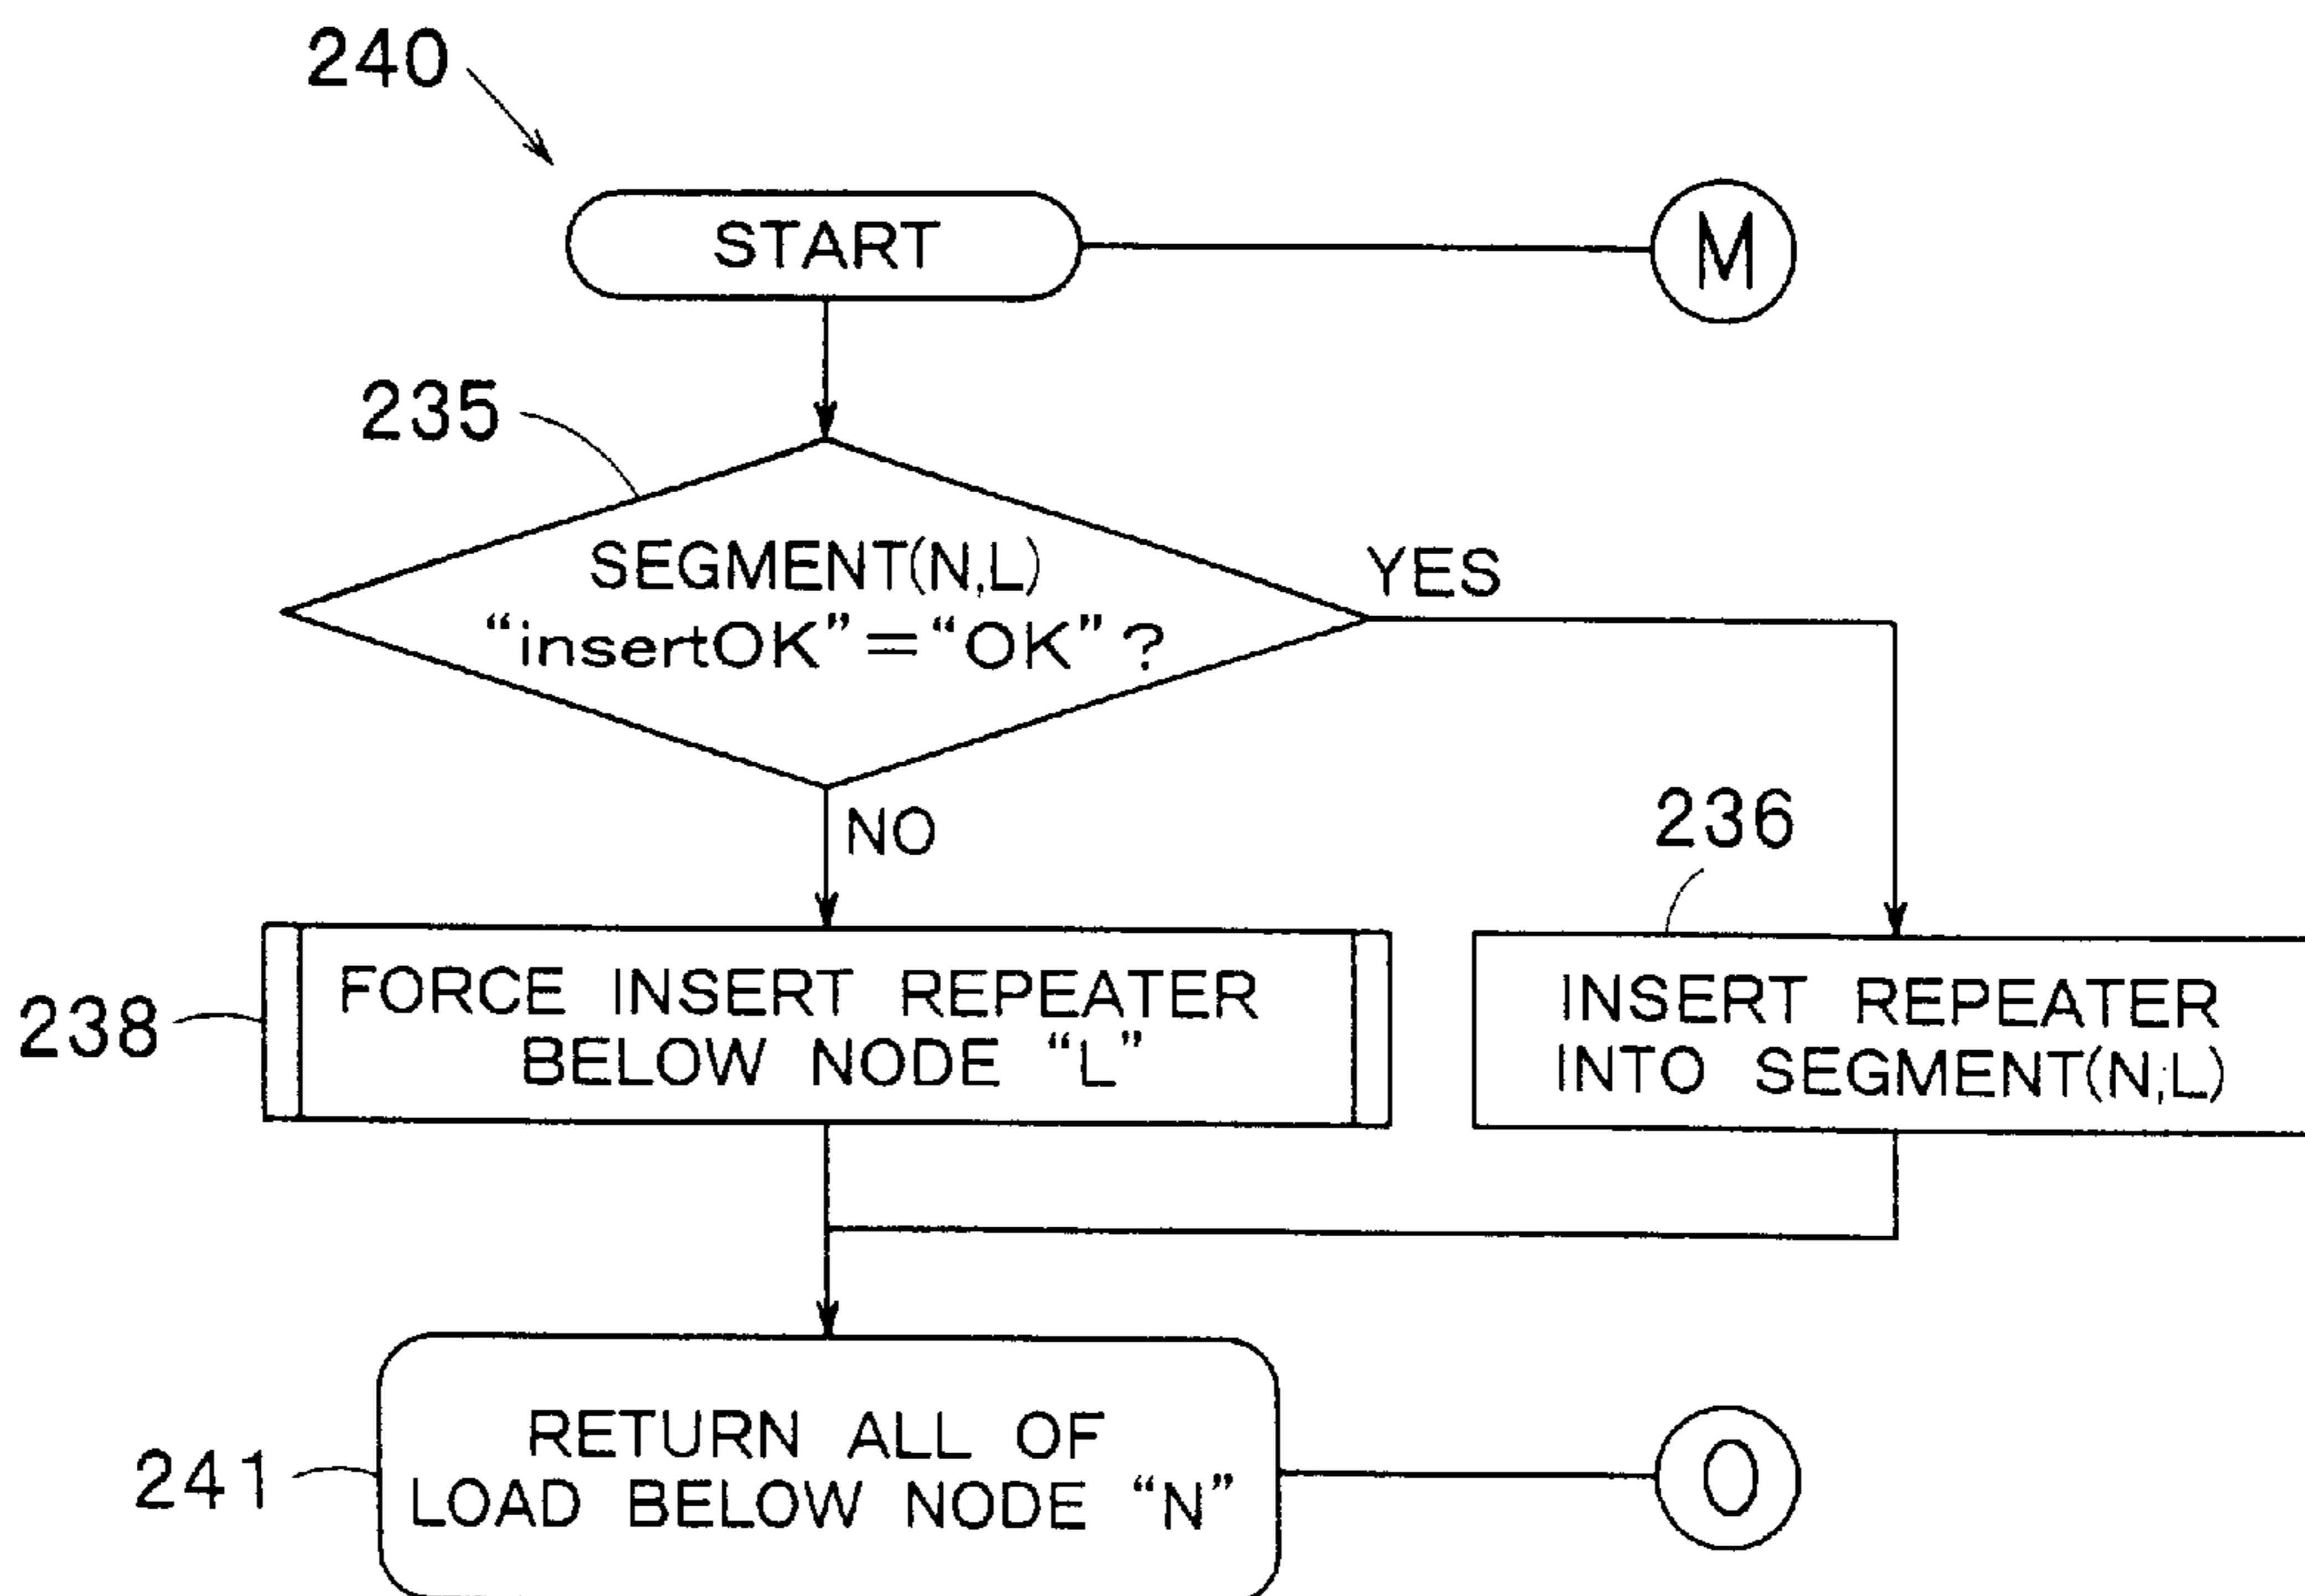 240
START
M
235
SEGMENT(N,L)
“insertOK”=“OK”?
YES
NO
236
238
FORCE INSERT REPEATER
BELOW NODE “L”
INSERT REPEATER
INTO SEGMENT(N,L)
241
RETURN ALL OF
LOAD BELOW NODE “N”
O